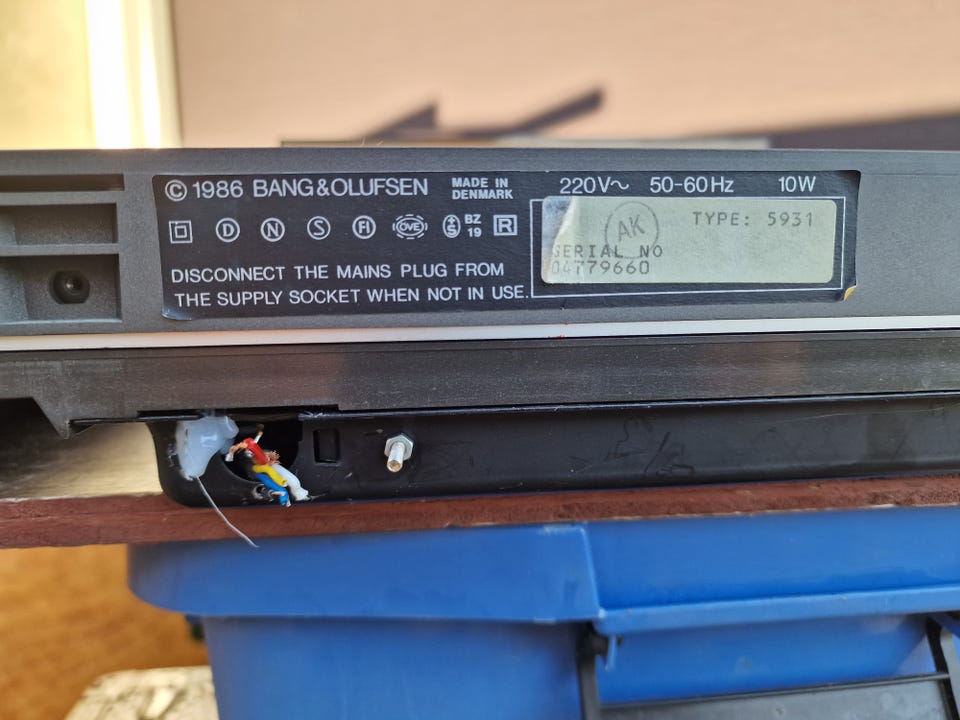 © 1986 BANG&OLUFSEN MADE IN DENMARK
220V~ 50-60Hz 10W
D N S FI OVE S BZ 19 R
AK TYPE: 5931
SERIAL NO
04779660
DISCONNECT THE MAINS PLUG FROM
THE SUPPLY SOCKET WHEN NOT IN USE.